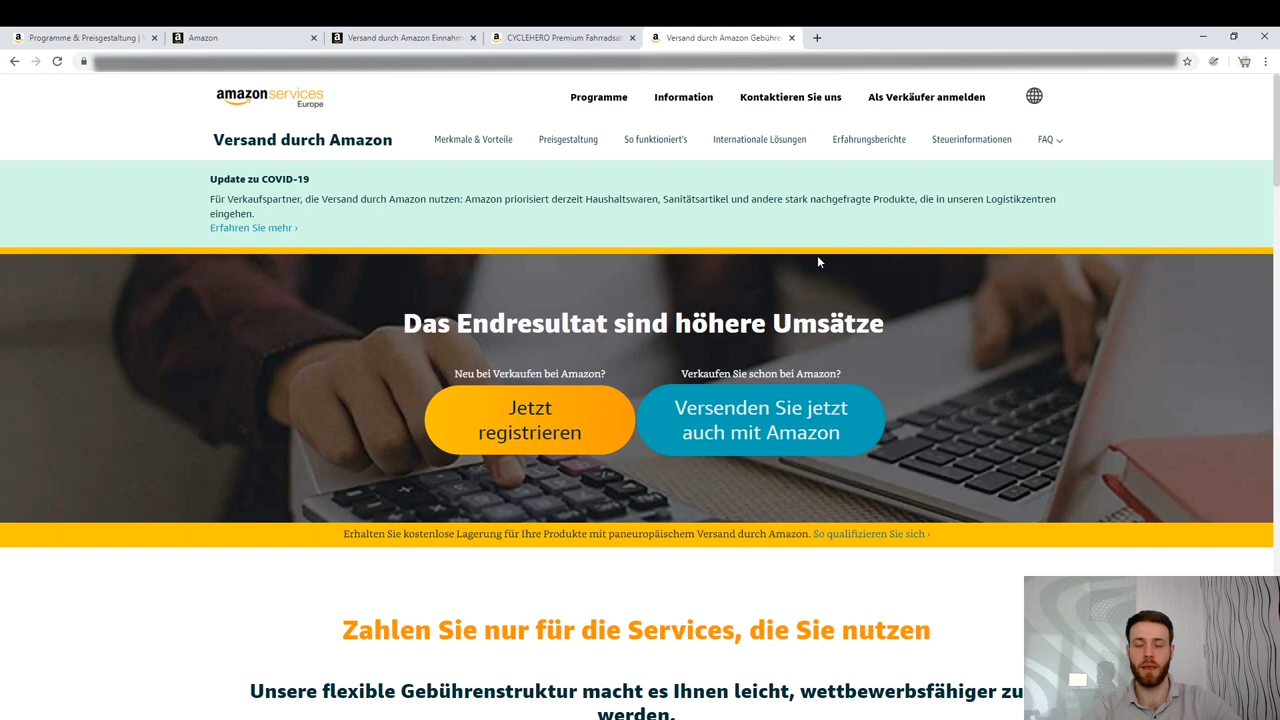 Programme & Preisgestaltung |
Amazon
Versand durch Amazon Einnahm
CYCLEHERO Premium Fahrradsat
Versand durch Amazon Gebühre
amazonservices
Europe
Programme
Information
Kontaktieren Sie uns
Als Verkäufer anmelden
Versand durch Amazon
Merkmale & Vorteile
Preisgestaltung
So funktioniert's
Internationale Lösungen
Erfahrungsberichte
Steuerinformationen
FAQ
Update zu COVID-19
Für Verkaufspartner, die Versand durch Amazon nutzen: Amazon priorisiert derzeit Haushaltswaren, Sanitätsartikel und andere stark nachgefragte Produkte, die in unseren Logistikzentren
eingehen.
Erfahren Sie mehr ›
Das Endresultat sind höhere Umsätze
Neu bei Verkaufen bei Amazon?
Jetzt
registrieren
Verkaufen Sie schon bei Amazon?
Versenden Sie jetzt
auch mit Amazon
Erhalten Sie kostenlose Lagerung für Ihre Produkte mit paneuropäischem Versand durch Amazon. So qualifizieren Sie sich ›
Zahlen Sie nur für die Services, die Sie nutzen
Unsere flexible Gebührenstruktur macht es Ihnen leicht, wettbewerbsfähiger zu
werden.